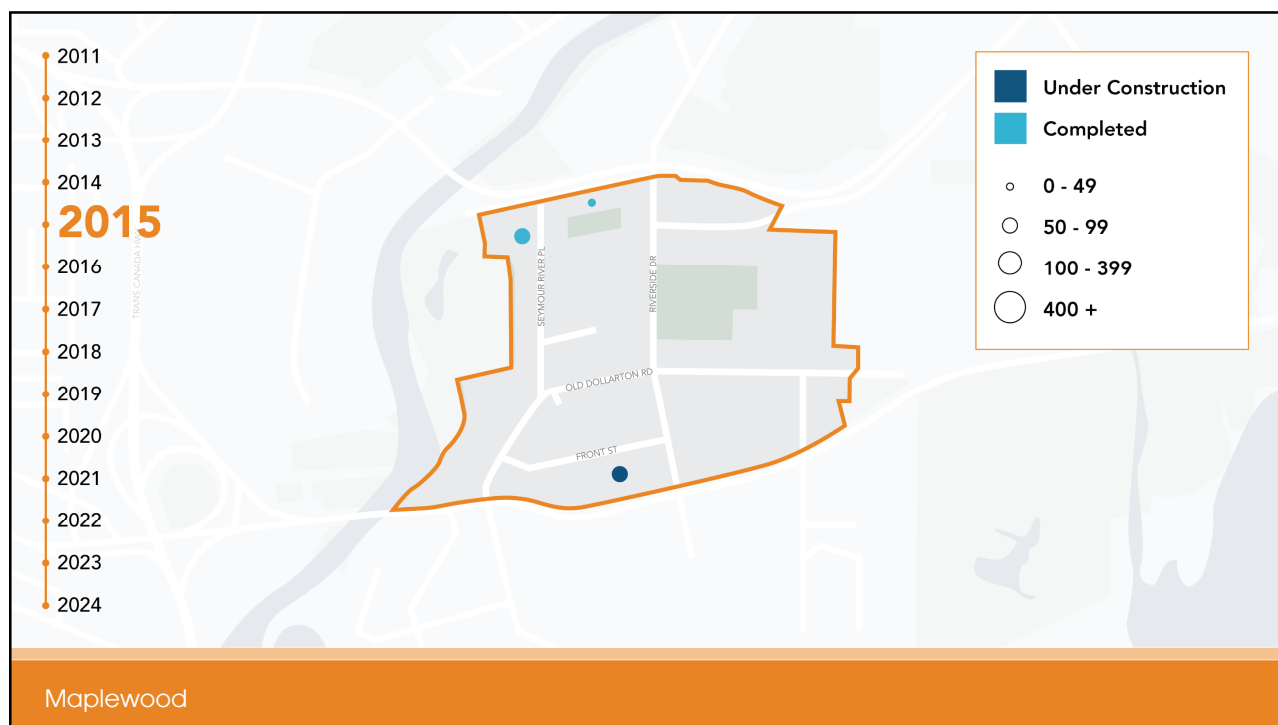 2011
2012
2013
2014
2015
2016
2017
2018
2019
2020
2021
2022
2023
2024
TRANS CANADA HWY
SEYMOUR RIVER PL
RIVERSIDE DR
OLD DOLLARTON RD
FRONT ST
Under Construction
Completed
0 - 49
50 - 99
100 - 399
400 +
Maplewood